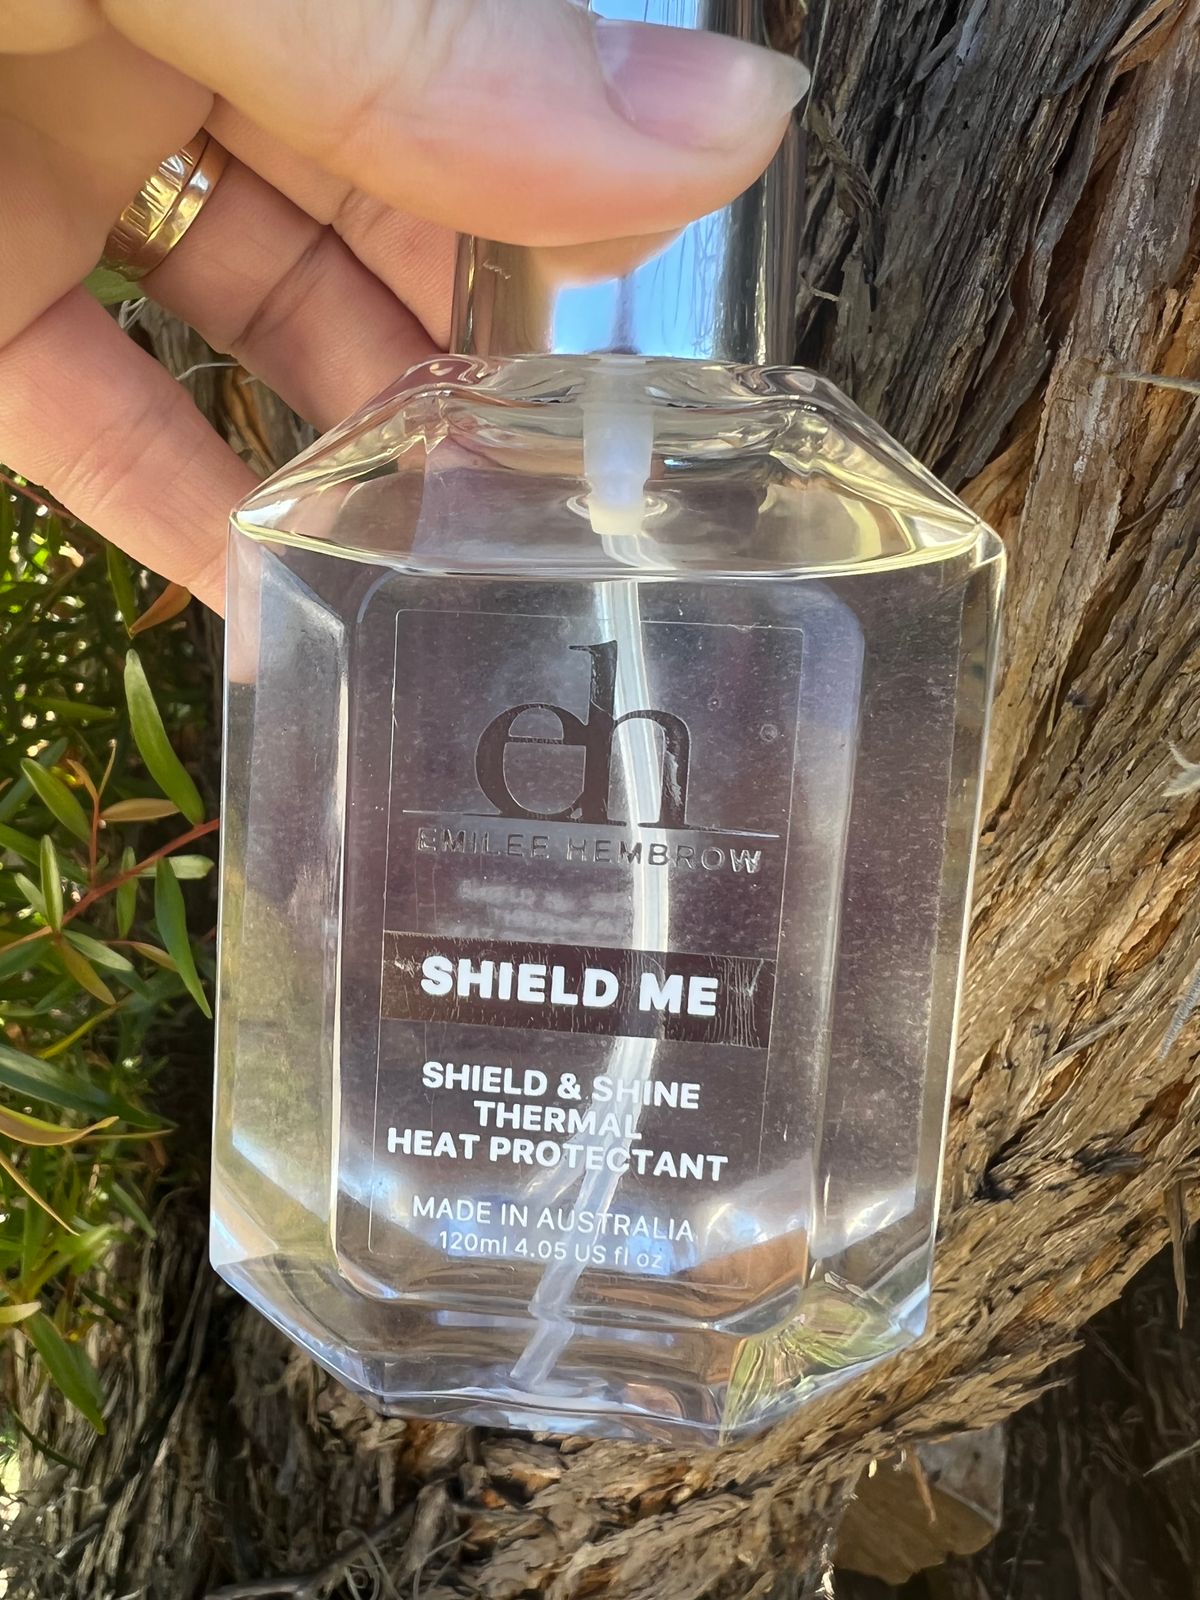 eh
EMILEE HEMBROW
SHIELD ME
SHIELD & SHINE
THERMAL
HEAT PROTECTANT
MADE IN AUSTRALIA
120ml 4.05 US fl oz